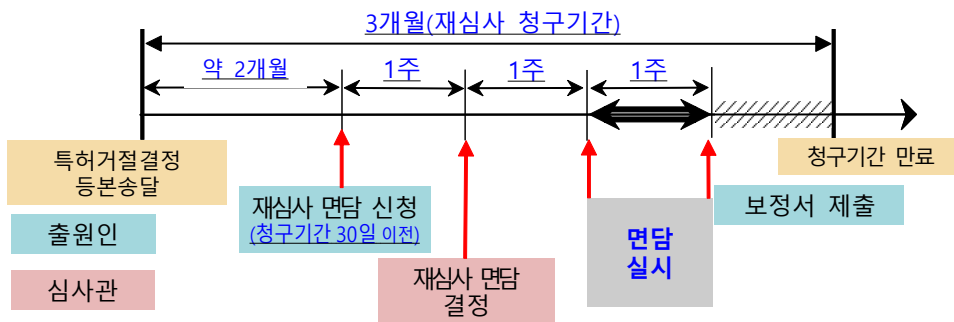 3개월(재심사 청구기간)
약 2개월
1주
1주
1주
특허거절결정
등본송달
청구기간 만료
재심사 면담 신청
(청구기간 30일 이전)
보정서 제출
출원인
면담
실시
재심사 면담
결정
심사관